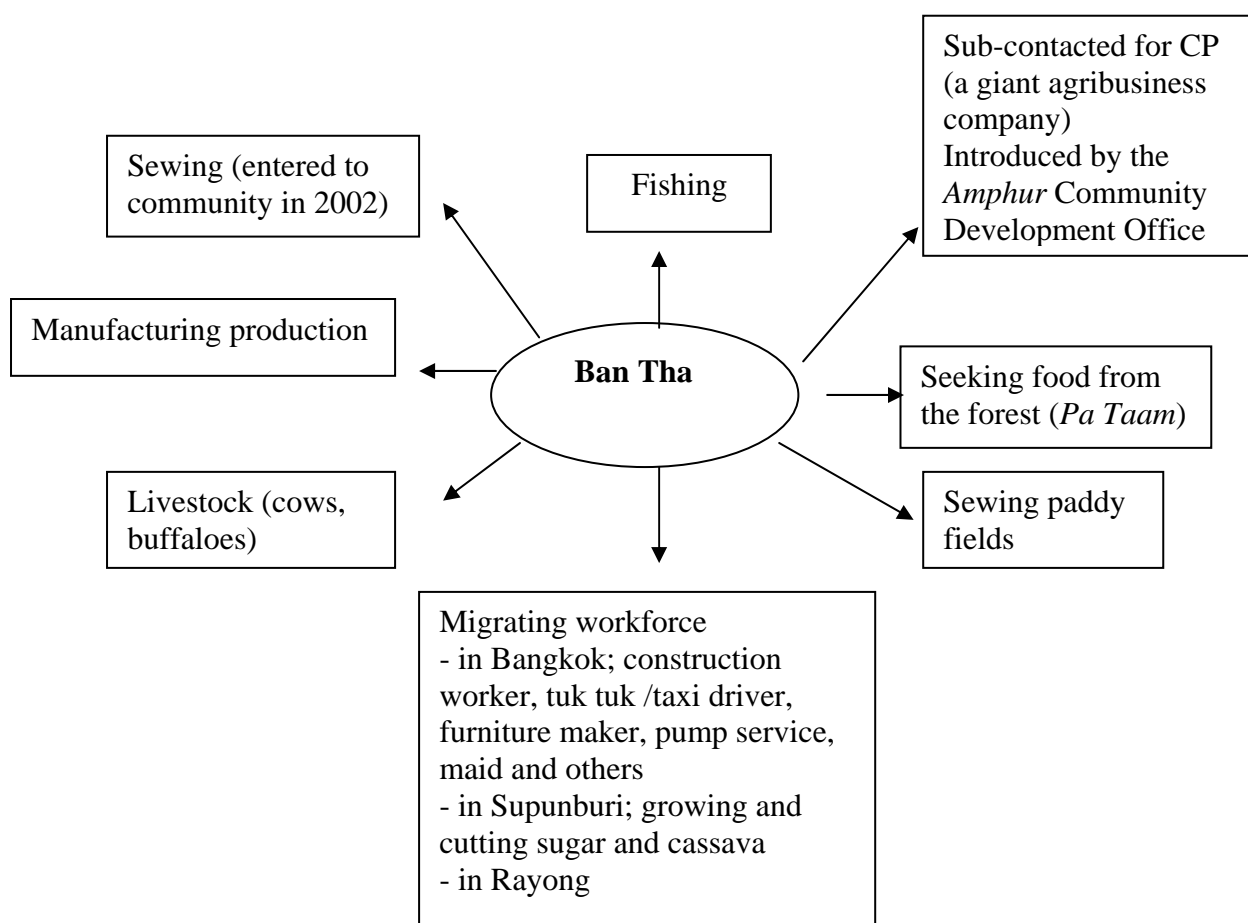 Sub-contacted for CP
(a giant agribusiness
company)
Introduced by the
Amphur Community
Development Office
Sewing (entered to
community in 2002)
Fishing
Manufacturing production
Ban Tha
Seeking food from
the forest (Pa Taam)
Livestock (cows,
buffaloes)
Sewing paddy
fields
Migrating workforce
- in Bangkok; construction
worker, tuk tuk /taxi driver,
furniture maker, pump service,
maid and others
- in Supunburi; growing and
cutting sugar and cassava
- in Rayong